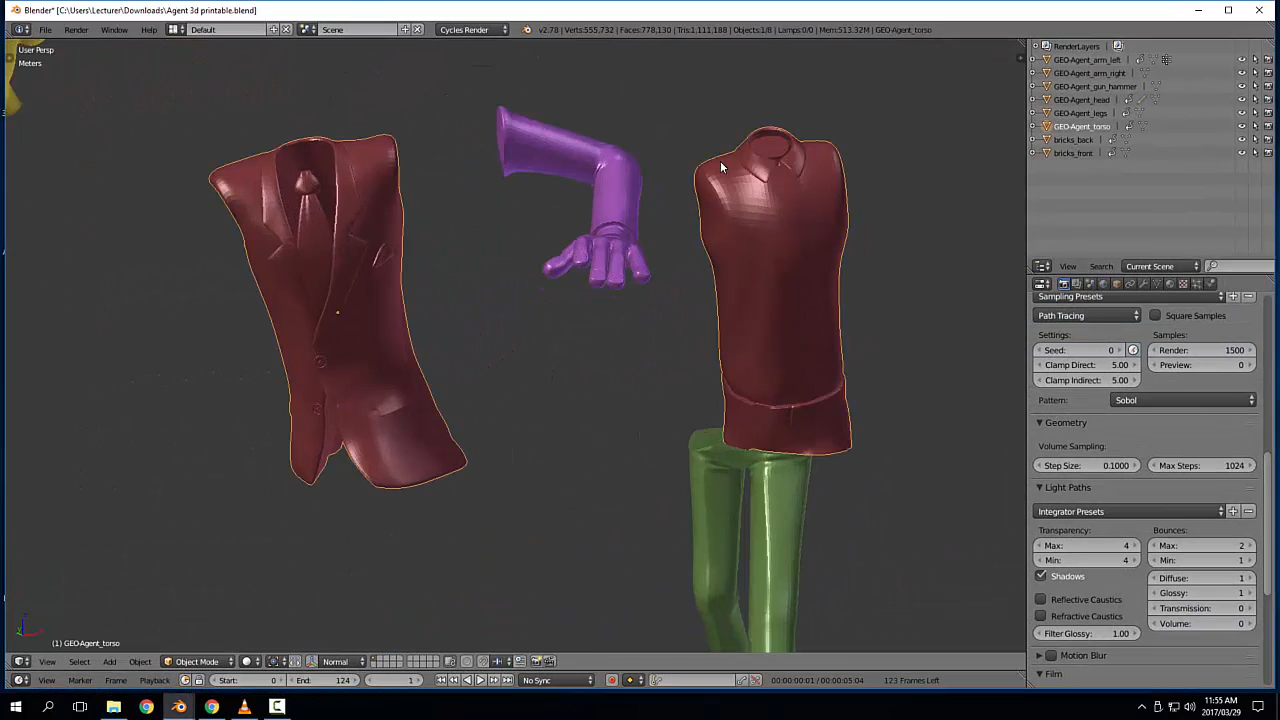 Blender* [C:\Users\Lecturer\Downloads\Agent 3d printable.blend]
File Render Window Help Default Scene Cycles Render v2.78 | Verts:555,732 | Faces:778,130 | Tris:1,111,188 | Objects:1/8 | Lamps:0/0 | Mem:513.32M | GEO-Agent_torso
User Persp
Meters
RenderLayers
GEO-Agent_arm_left
GEO-Agent_arm_right
GEO-Agent_gun_hammer
GEO-Agent_head
GEO-Agent_legs
GEO-Agent_torso
bricks_back
bricks_front
View Search Current Scene
Sampling Presets
Path Tracing Square Samples
Settings: Samples:
Seed: 0 Render: 1500
Clamp Direct: 5.00 Preview: 0
Clamp Indirect: 5.00
Pattern: Sobol
Geometry
Volume Sampling:
Step Size: 0.1000 Max Steps: 1024
Light Paths
Integrator Presets
Transparency: Bounces:
Max: 4 Max: 2
Min: 4 Min: 1
Shadows Diffuse: 1
Reflective Caustics Glossy: 1
Refractive Caustics Transmission: 0
Filter Glossy: 1.00 Volume: 0
Motion Blur
Film
(1) GEO-Agent_torso
View Select Add Object Object Mode Normal
View Marker Frame Playback Start: 0 End: 124 1 No Sync 00:00:00:01 / 00:00:05:04 123 Frames Left
11:55 AM
2017/03/29